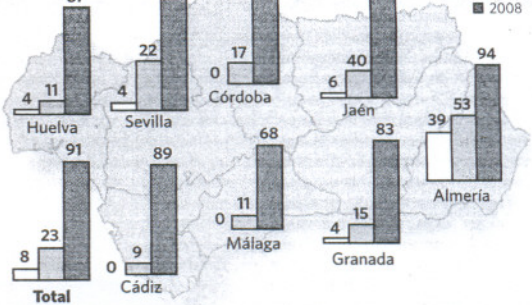 2008
22
17
94
4
11
4
0
6
40
39
53
Huelva
Sevilla
Córdoba
Jaén
91
89
68
83
Almería
8
23
0
9
0
11
4
15
Total
Cádiz
Málaga
Granada